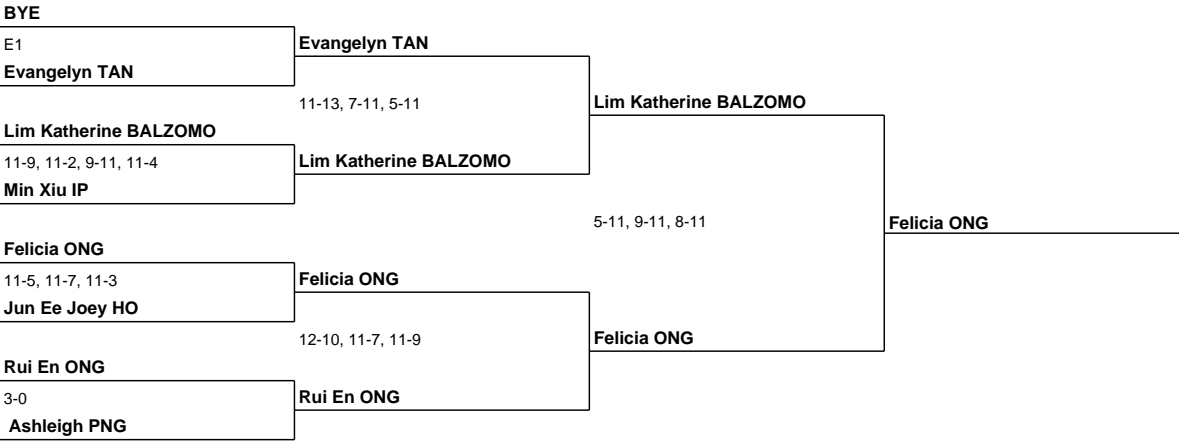 BYE
E1
Evangelyn TAN
Evangelyn TAN
11-13, 7-11, 5-11
Lim Katherine BALZOMO
Lim Katherine BALZOMO
11-9, 11-2, 9-11, 11-4
Lim Katherine BALZOMO
Min Xiu IP
5-11, 9-11, 8-11
Felicia ONG
Felicia ONG
11-5, 11-7, 11-3
Felicia ONG
Jun Ee Joey HO
12-10, 11-7, 11-9
Felicia ONG
Rui En ONG
3-0
Rui En ONG
Ashleigh PNG